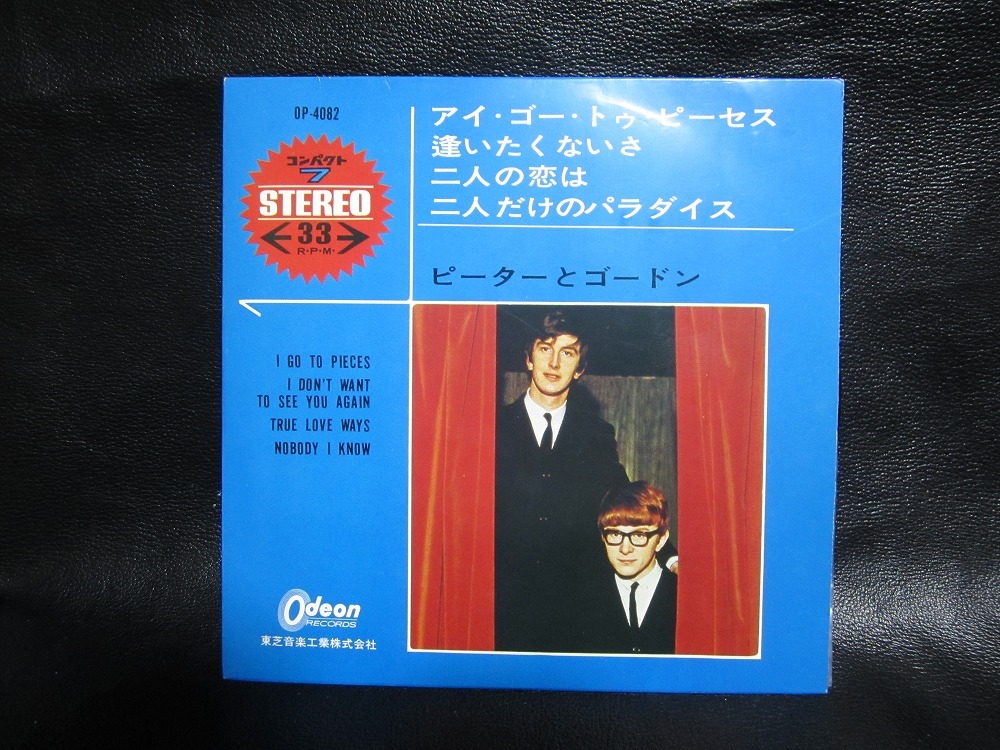 OP-4082
コンパクト
7
STEREO
33
R·P·M·
アイ・ゴー・トゥ・ピーセス
逢いたくないさ
二人の恋は
二人だけのパラダイス
ピーターとゴードン
I GO TO PIECES
I DON'T WANT
TO SEE YOU AGAIN
TRUE LOVE WAYS
NOBODY I KNOW
Odeon
RECORDS
東芝音楽工業株式会社